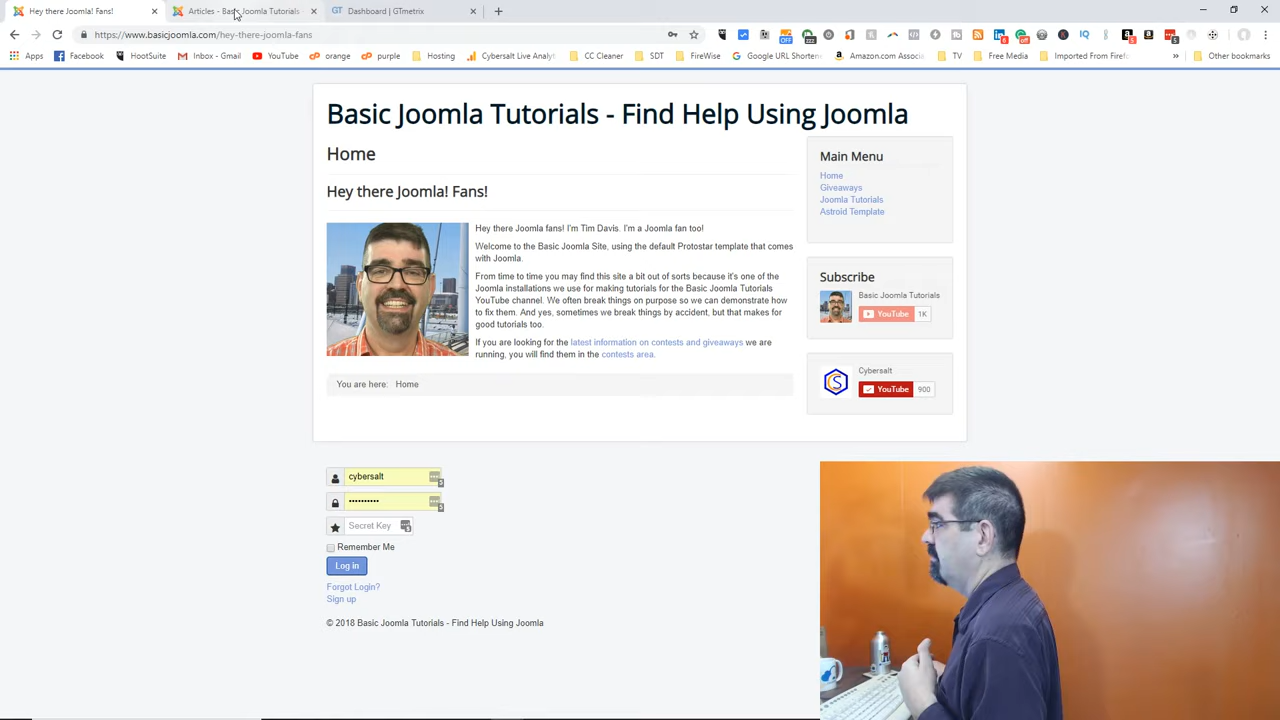 Hey there Joomla! Fans!
Articles - Basic Joomla Tutorials
Dashboard | GTmetrix
https://www.basicjoomla.com/hey-there-joomla-fans
Apps
Facebook
HootSuite
Inbox - Gmail
YouTube
orange
purple
Hosting
Cybersalt Live Analyt
CC Cleaner
SDT
FireWise
Google URL Shorten
Amazon.com Associ
TV
Free Media
Imported From Firef
Other bookmarks
Basic Joomla Tutorials - Find Help Using Joomla
Home
Hey there Joomla! Fans!
Hey there Joomla fans! I'm Tim Davis. I'm a Joomla fan too!
Welcome to the Basic Joomla Site, using the default Protostar template that comes
with Joomla.
From time to time you may find this site a bit out of sorts because it's one of the
Joomla installations we use for making tutorials for the Basic Joomla Tutorials
YouTube channel. We often break things on purpose so we can demonstrate how
to fix them. And yes, sometimes we break things by accident, but that makes for
good tutorials too.
If you are looking for the latest information on contests and giveaways we are
running, you will find them in the contests area.
You are here: Home
Main Menu
Home
Giveaways
Joomla Tutorials
Astroid Template
Subscribe
Basic Joomla Tutorials
YouTube 1K
Cybersalt
YouTube 900
cybersalt
Secret Key
Remember Me
Log in
Forgot Login?
Sign up
© 2018 Basic Joomla Tutorials - Find Help Using Joomla